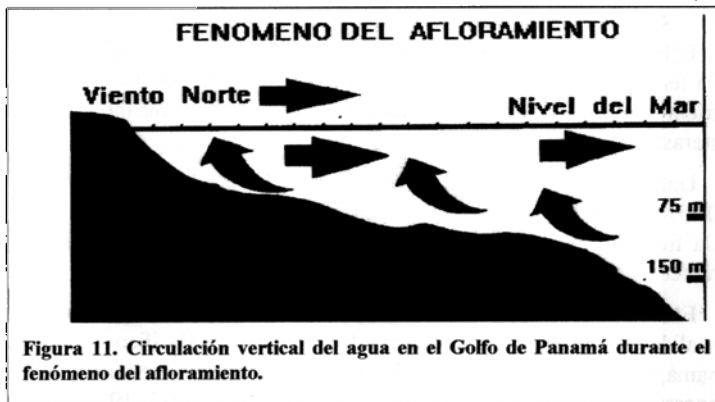 FENOMENO DEL AFLORAMIENTO
Viento Norte
Nivel del Mar
75 m
150 m
Figura 11. Circulación vertical del agua en el Golfo de Panamá durante el
fenómeno del afloramiento.